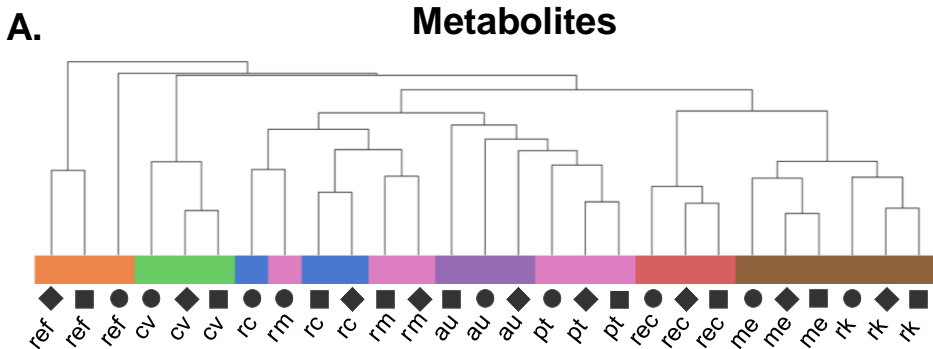 A. Metabolites
ref ref ref cv cv cv rc rm rc rc rm rm au au au pt pt pt rec rec rec me me me rk rk rk